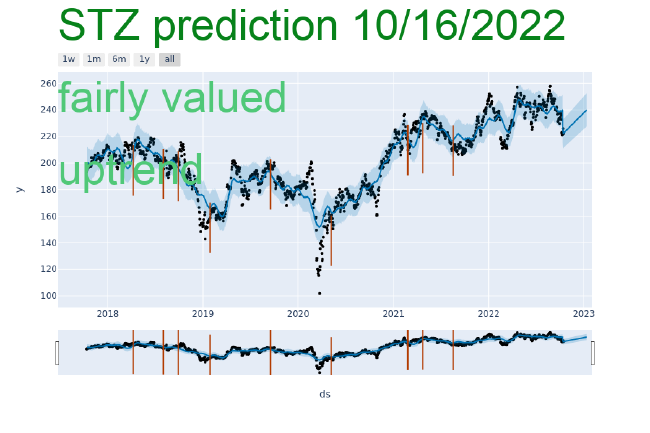 STZ prediction 10/16/2022
1w 1m 6m 1y all
260
fairly valued
240
220
200
uptrend
180
160
140
120
100
y
2018 2019 2020 2021 2022 2023
ds